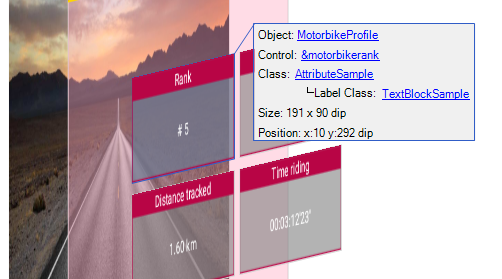 Object: MotorbikeProfile
Control: &motorbikerank
Class: AttributeSample
Label Class: TextBlockSample
Size: 191 x 90 dip
Position: x:10 y:292 dip
Rank
# 5
Distance tracked
1.60 km
Time riding
00:03:12'23"